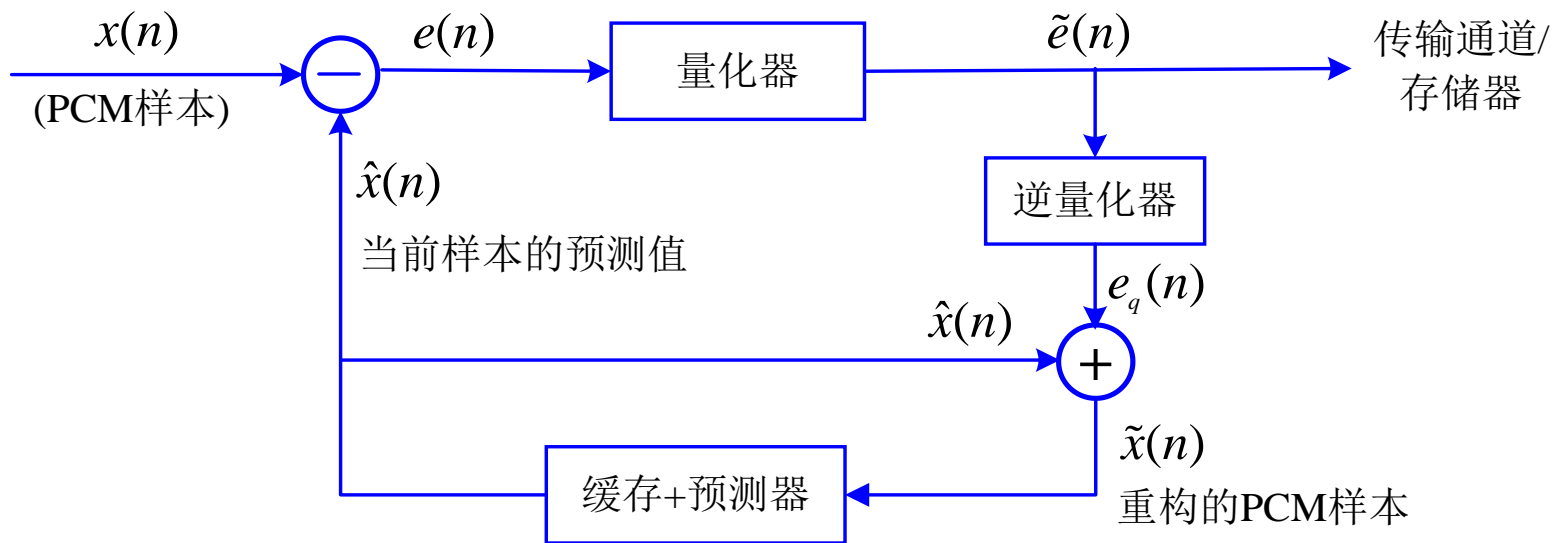 x(n)
(PCM样本)
−
e(n)
量化器
ẽ(n)
传输通道/
存储器
x̂(n)
当前样本的预测值
逆量化器
e_q(n)
x̂(n)
+
x̃(n)
重构的PCM样本
缓存+预测器